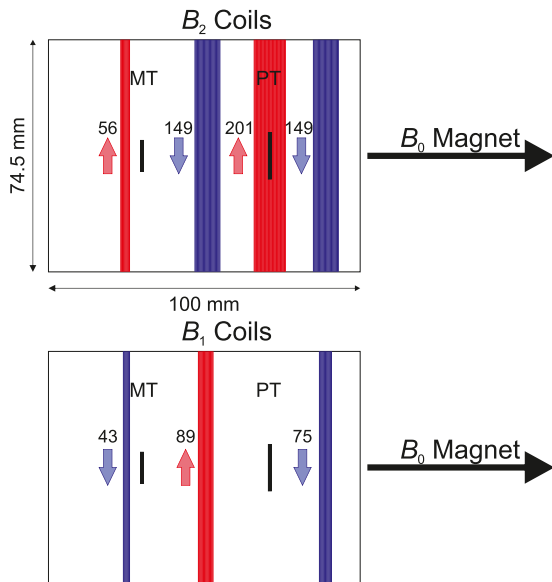 B₂ Coils
MT PT
56 149 201 149
B₀ Magnet
74.5 mm
100 mm
B₁ Coils
MT PT
43 89 75
B₀ Magnet